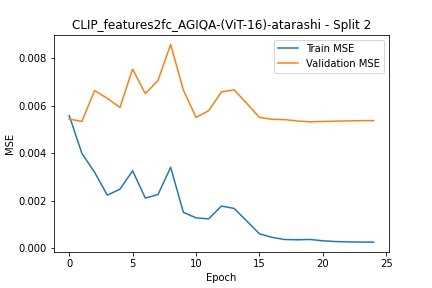 CLIP_features2fc_AGIQA-(ViT-16)-atarashi - Split 2
Train MSE
Validation MSE
0.008
0.006
0.004
0.002
0.000
MSE
0 5 10 15 20 25
Epoch